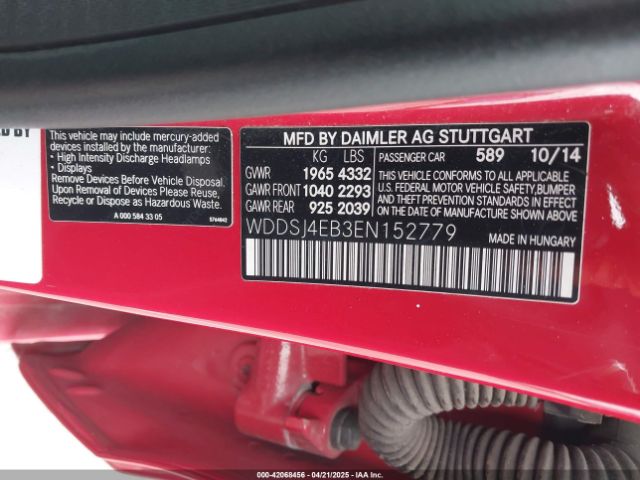 ED BY
This vehicle may include mercury-added
devices installed by the manufacturer:
• High Intensity Discharge Headlamps
• Displays
Remove Devices Before Vehicle Disposal.
Upon Removal of Devices Please Reuse,
Recycle or Dispose as Hazardous Waste.
A 000 584 33 05
MFD BY DAIMLER AG STUTTGART
KG LBS PASSENGER CAR 589 10/14
GVWR 1965 4332
GAWR FRONT 1040 2293
GAWR REAR 925 2039
THIS VEHICLE CONFORMS TO ALL APPLICABLE
U.S. FEDERAL MOTOR VEHICLE SAFETY, BUMPER,
AND THEFT PREVENTION STANDARDS IN EFFECT
ON THE DATE OF MANUFACTURE SHOWN ABOVE.
WDDSJ4EB3EN152779
MADE IN HUNGARY
000-42068456 - 04/21/2025 - IAAI.COM